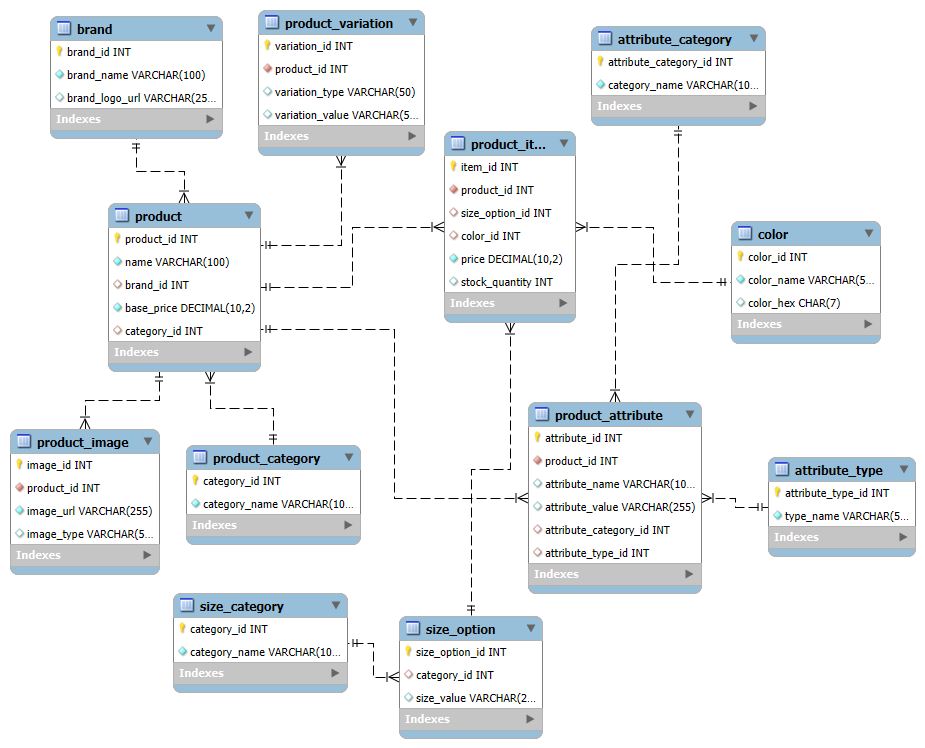 brand
brand_id INT
brand_name VARCHAR(100)
brand_logo_url VARCHAR(25...
Indexes
product_variation
variation_id INT
product_id INT
variation_type VARCHAR(50)
variation_value VARCHAR(5...
Indexes
attribute_category
attribute_category_id INT
category_name VARCHAR(10...
Indexes
product_it...
item_id INT
product_id INT
size_option_id INT
color_id INT
price DECIMAL(10,2)
stock_quantity INT
Indexes
product
product_id INT
name VARCHAR(100)
brand_id INT
base_price DECIMAL(10,2)
category_id INT
Indexes
color
color_id INT
color_name VARCHAR(5...
color_hex CHAR(7)
Indexes
product_image
image_id INT
product_id INT
image_url VARCHAR(255)
image_type VARCHAR(5...
Indexes
product_category
category_id INT
category_name VARCHAR(10...
Indexes
product_attribute
attribute_id INT
product_id INT
attribute_name VARCHAR(10...
attribute_value VARCHAR(255)
attribute_category_id INT
attribute_type_id INT
Indexes
attribute_type
attribute_type_id INT
type_name VARCHAR(5...
Indexes
size_category
category_id INT
category_name VARCHAR(10...
Indexes
size_option
size_option_id INT
category_id INT
size_value VARCHAR(2...
Indexes